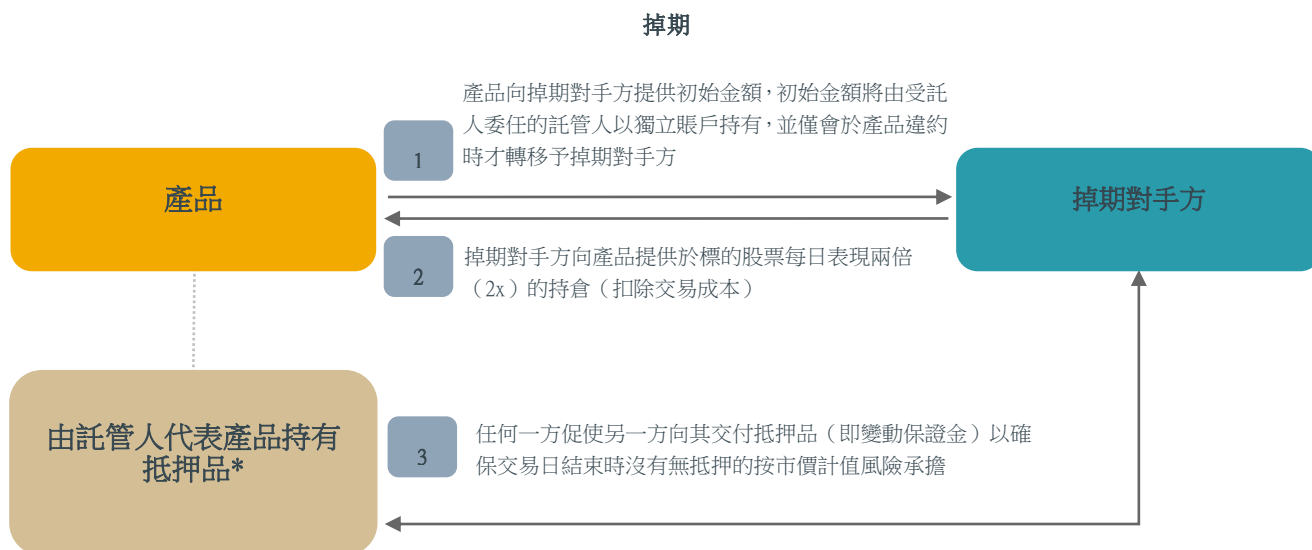 掉期
產品向掉期對手方提供初始金額，初始金額將由受託
人委任的託管人以獨立賬戶持有，並僅會於產品違約
時才轉移予掉期對手方
1
產品
掉期對手方
2
掉期對手方向產品提供於標的股票每日表現兩倍
（2x）的持倉（扣除交易成本）
由託管人代表產品持有
抵押品*
3
任何一方促使另一方向其交付抵押品（即變動保證金）以確
保交易日結束時沒有無抵押的按市價計值風險承擔